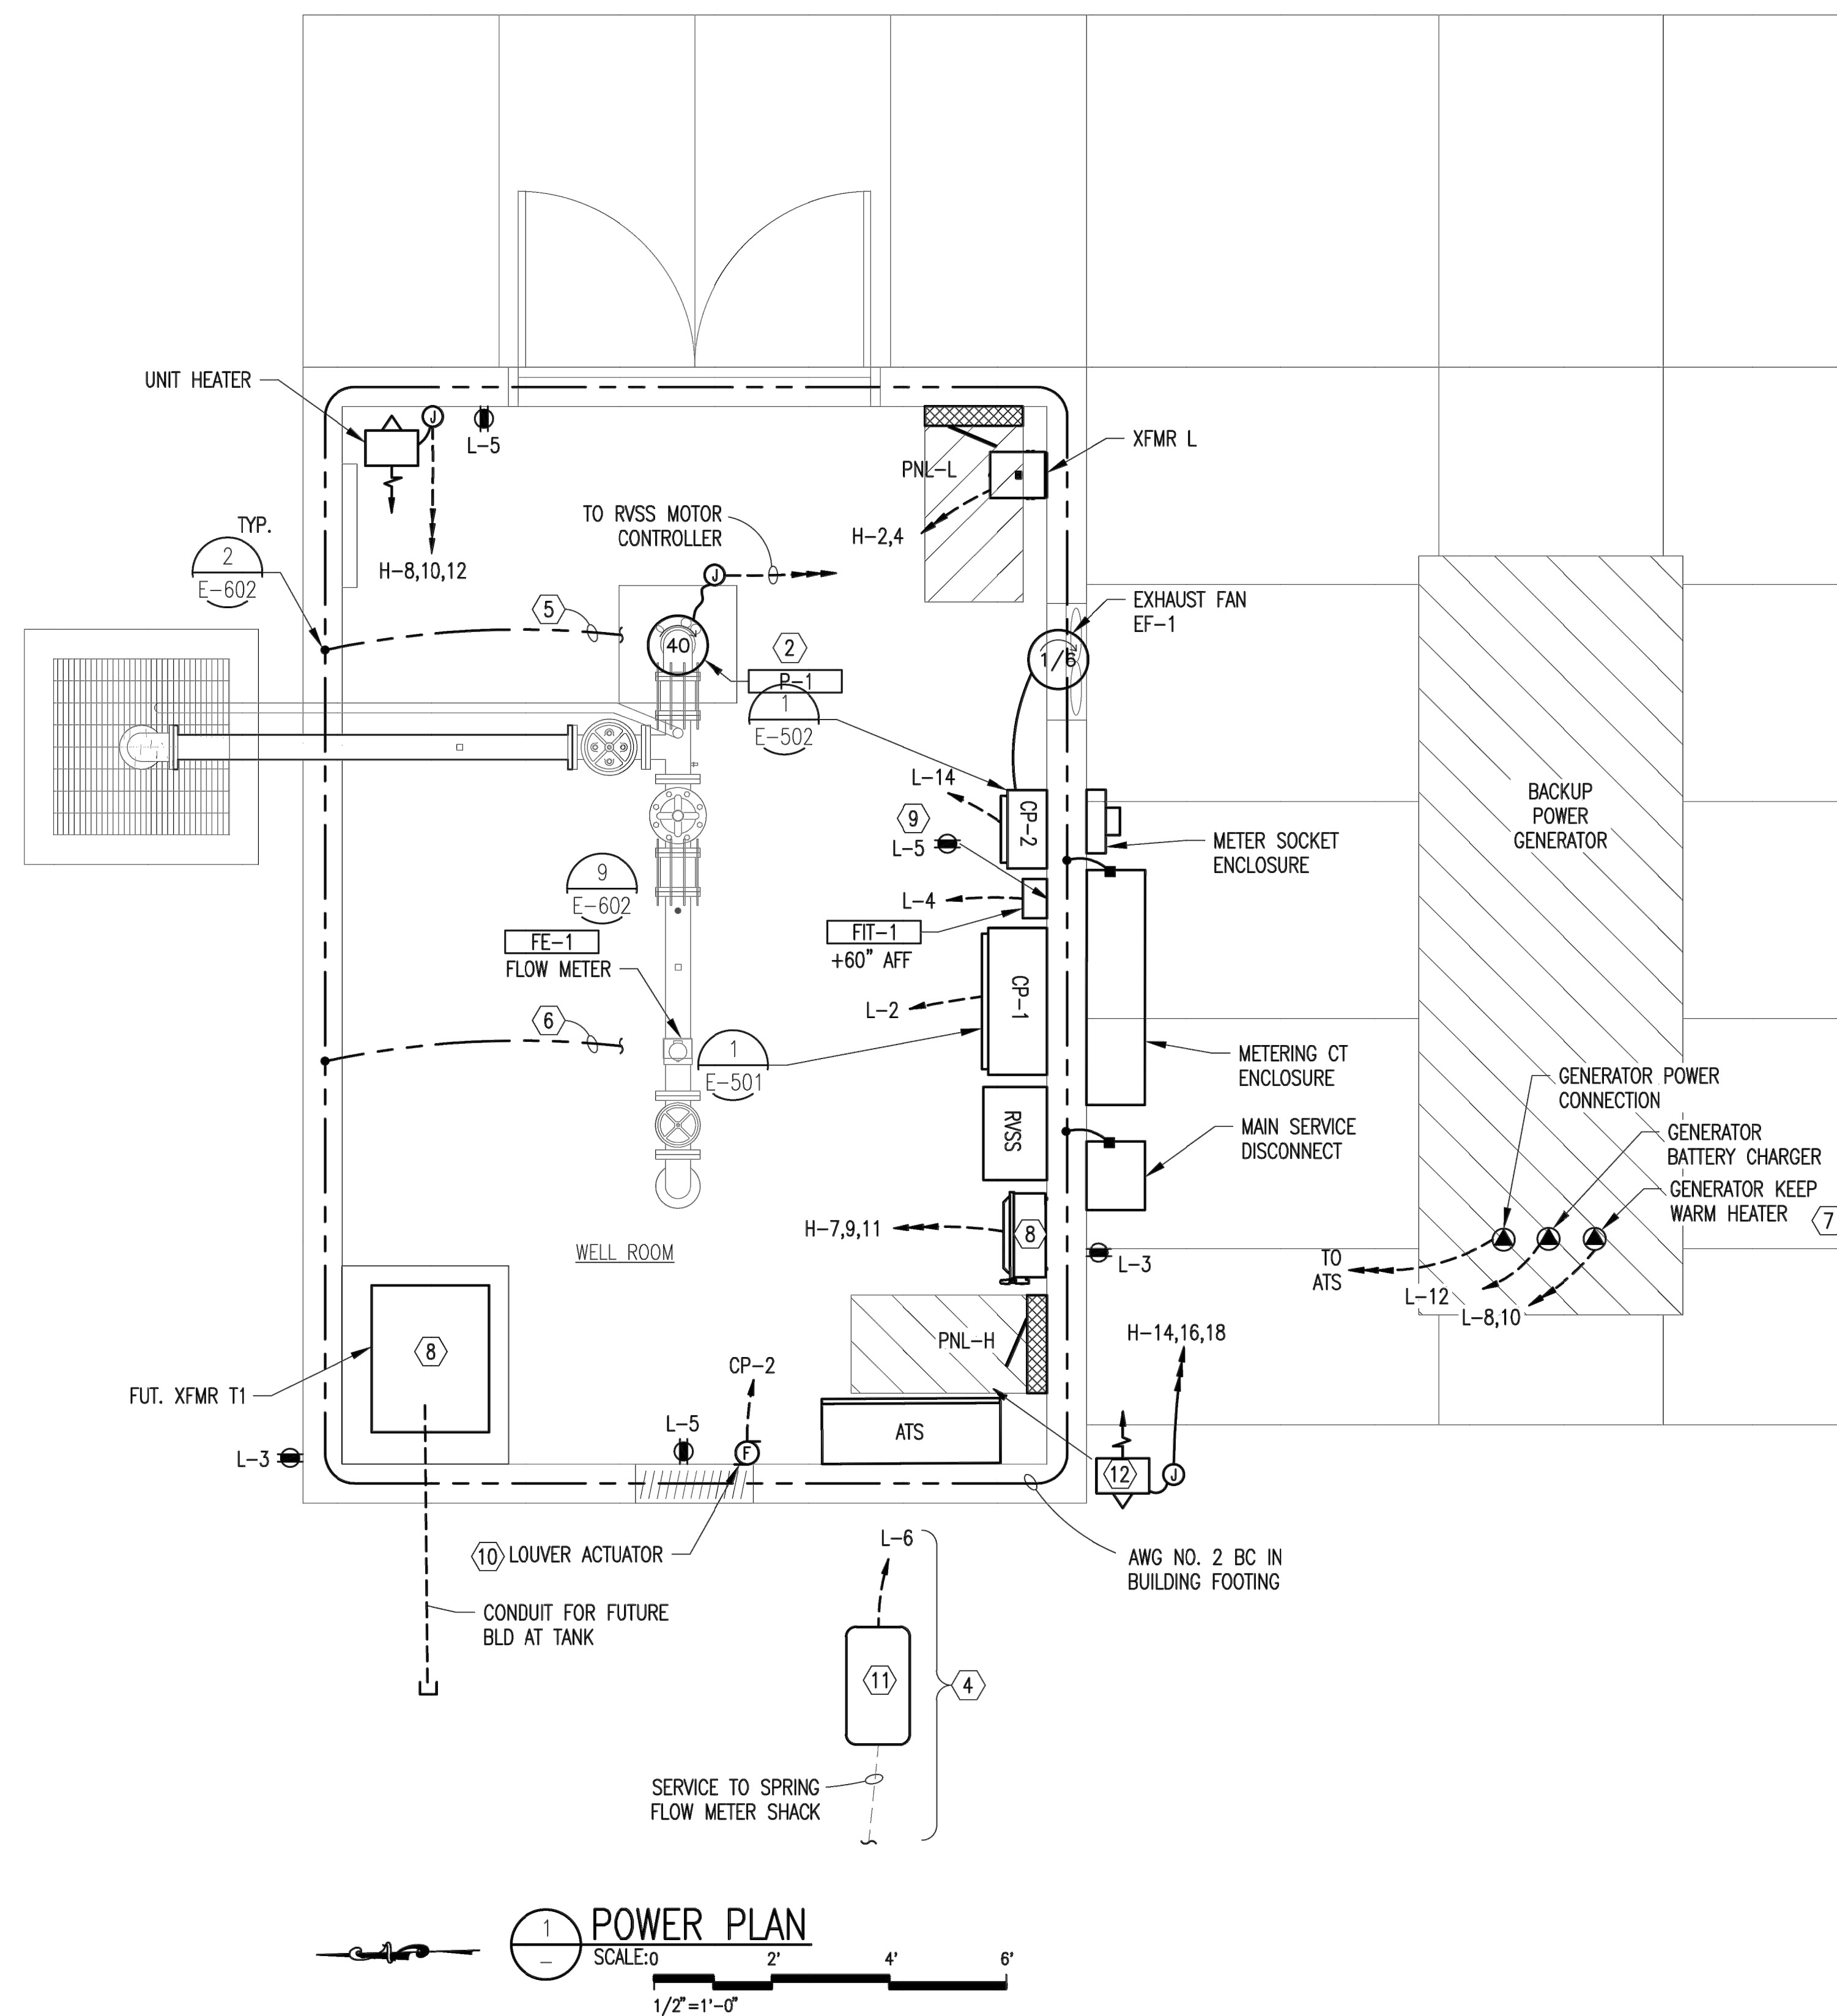 UNIT HEATER
J
L-5
H-8,10,12
TYP.
2
E-602
TO RVSS MOTOR
CONTROLLER
J
PNL-L
XFMR L
H-2,4
5
40
2
P-1
1
E-502
EXHAUST FAN
EF-1
1/6
L-14
CP-2
9
L-5
METER SOCKET
ENCLOSURE
BACKUP
POWER
GENERATOR
9
E-602
FE-1
FLOW METER
L-4
FIT-1
+60" AFF
L-2
CP-1
6
1
E-501
METERING CT
ENCLOSURE
RVSS
MAIN SERVICE
DISCONNECT
GENERATOR POWER
CONNECTION
GENERATOR
BATTERY CHARGER
GENERATOR KEEP
WARM HEATER
7
H-7,9,11
8
WELL ROOM
L-3
TO
ATS
L-12
L-8,10
8
FUT. XFMR T1
L-3
PNL-H
H-14,16,18
CP-2
L-5
F
ATS
12
J
10 LOUVER ACTUATOR
L-6
AWG NO. 2 BC IN
BUILDING FOOTING
CONDUIT FOR FUTURE
BLD AT TANK
11
4
SERVICE TO SPRING
FLOW METER SHACK
1
–
POWER PLAN
SCALE:0 2' 4' 6'
1/2"=1'-0"